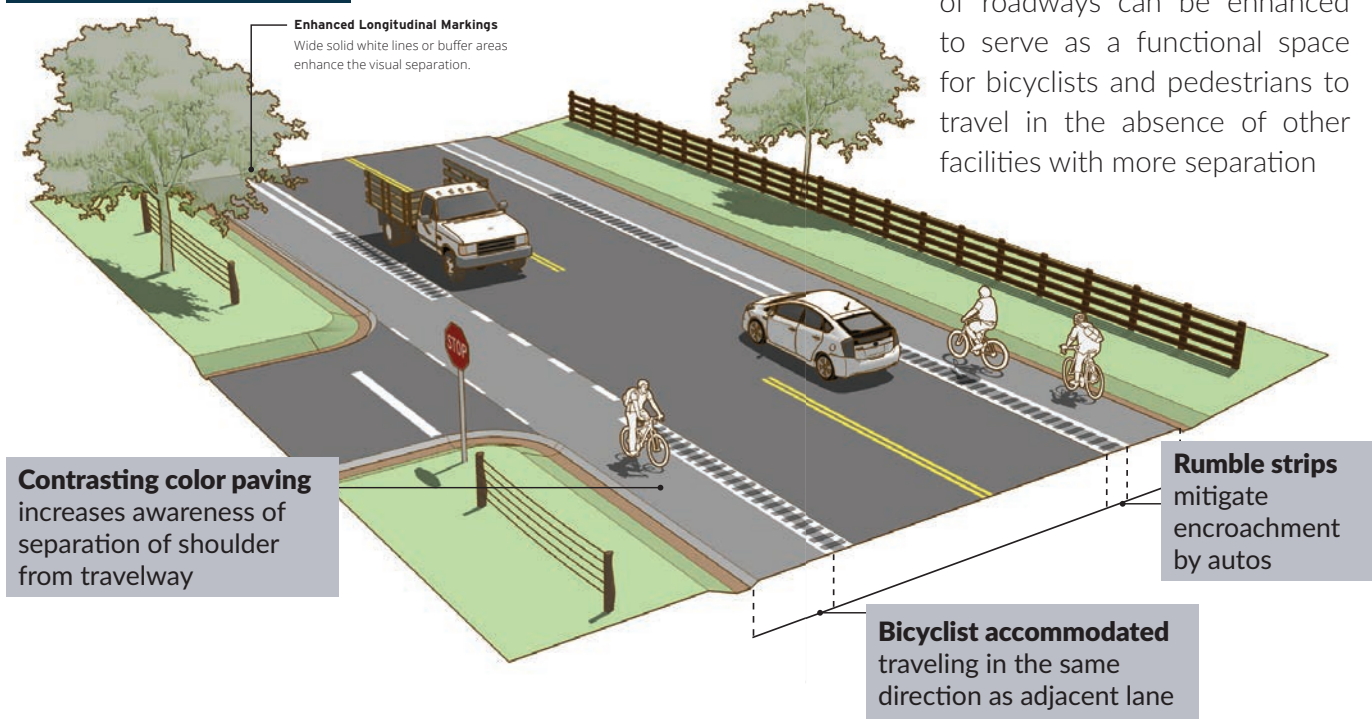 Enhanced Longitudinal Markings
Wide solid white lines or buffer areas
enhance the visual separation.
of roadways can be enhanced
to serve as a functional space
for bicyclists and pedestrians to
travel in the absence of other
facilities with more separation
STOP
Contrasting color paving
increases awareness of
separation of shoulder
from travelway
Rumble strips
mitigate
encroachment
by autos
Bicyclist accommodated
traveling in the same
direction as adjacent lane